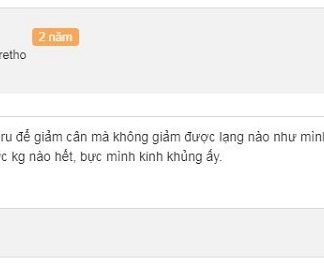 2 năm
retho
ru để giảm cân mà không giảm được lạng nào như mình
c kg nào hết, bực mình kinh khủng ấy.